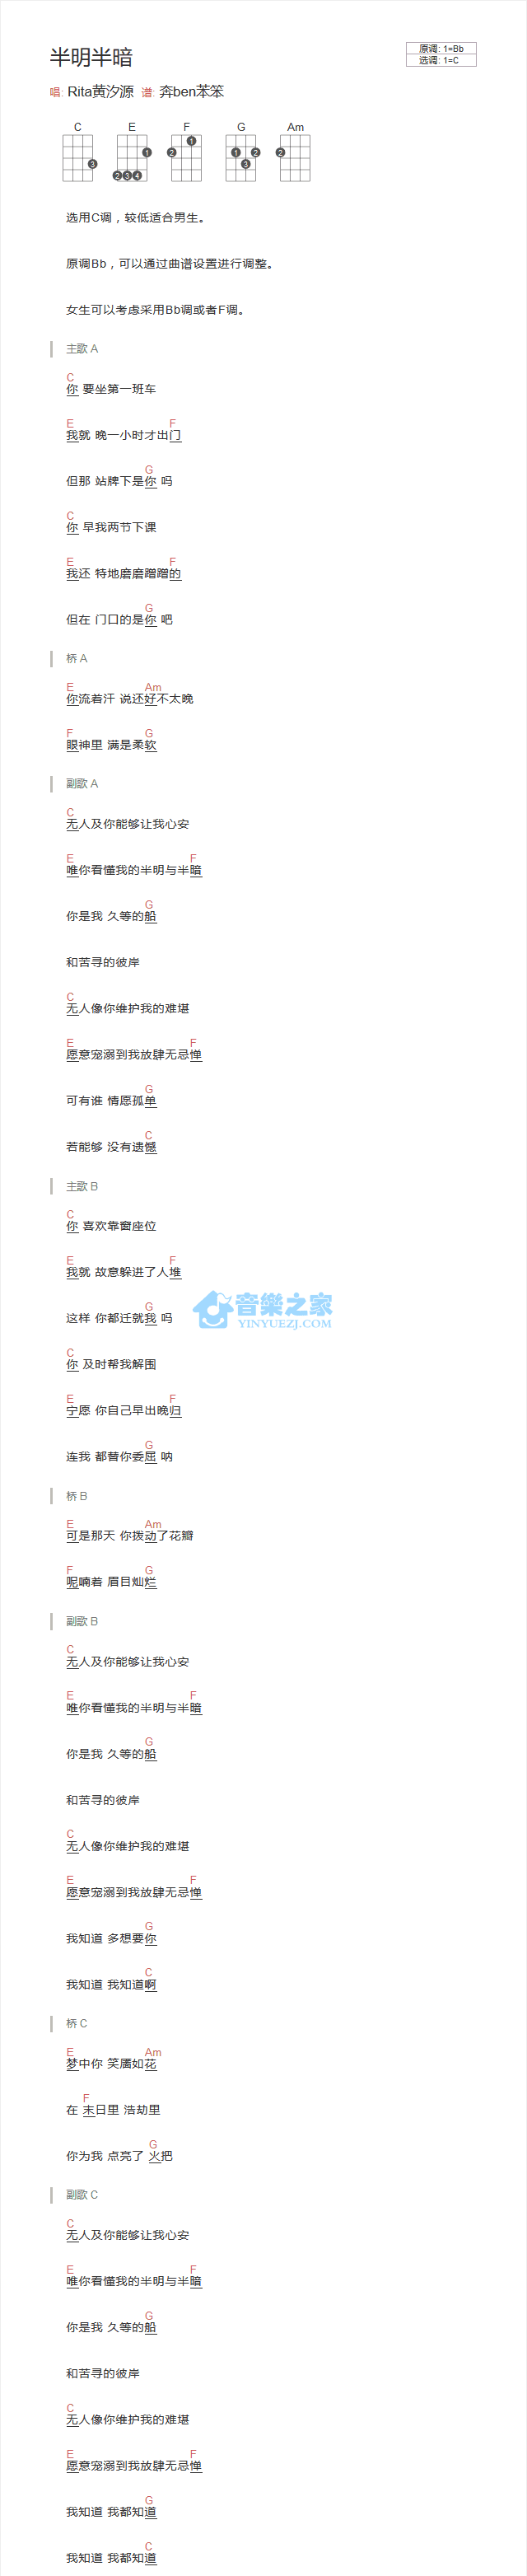 半明半暗
原调: 1=Bb
选调: 1=C
唱: Rita黄汐源 谱: 奔ben苯笨
C E F G Am
3
1
2 3 4
1
2
1 2
3
2
选用C调，较低适合男生。
原调Bb，可以通过曲谱设置进行调整。
女生可以考虑采用Bb调或者F调。
主歌 A
C
你 要坐第一班车
E F
我就 晚一小时才出门
G
但那 站牌下是你 吗
C
你 早我两节下课
E F
我还 特地磨磨蹭蹭的
G
但在 门口的是你 吧
桥 A
E Am
你流着汗 说还好不太晚
F G
眼神里 满是柔软
副歌 A
C
无人及你能够让我心安
E F
唯你看懂我的半明与半暗
G
你是我 久等的船
和苦寻的彼岸
C
无人像你维护我的难堪
E F
愿意宠溺到我放肆无忌惮
G
可有谁 情愿孤单
C
若能够 没有遗憾
主歌 B
C
你 喜欢靠窗座位
E F
我就 故意躲进了人堆
G
这样 你都迁就我 吗
音樂之家
YINYUEZJ.COM
C
你 及时帮我解围
E F
宁愿 你自己早出晚归
G
连我 都替你委屈 呐
桥 B
E Am
可是那天 你拨动了花瓣
F G
呢喃着 眉目灿烂
副歌 B
C
无人及你能够让我心安
E F
唯你看懂我的半明与半暗
G
你是我 久等的船
和苦寻的彼岸
C
无人像你维护我的难堪
E F
愿意宠溺到我放肆无忌惮
G
我知道 多想要你
C
我知道 我知道啊
桥 C
E Am
梦中你 笑靥如花
F
在 末日里 浩劫里
G
你为我 点亮了 火把
副歌 C
C
无人及你能够让我心安
E F
唯你看懂我的半明与半暗
G
你是我 久等的船
和苦寻的彼岸
C
无人像你维护我的难堪
E F
愿意宠溺到我放肆无忌惮
G
我知道 我都知道
C
我知道 我都知道